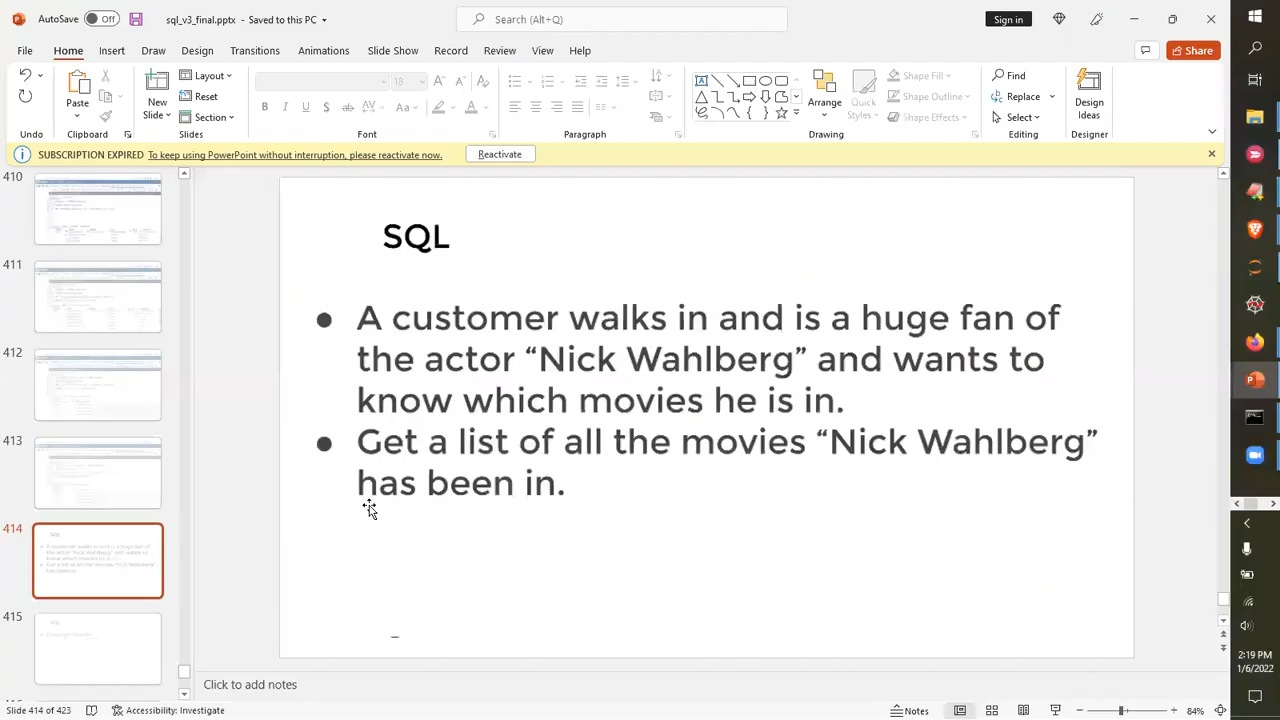 AutoSave Off sql_v3_final.pptx - Saved to this PC Search (Alt+Q) Sign in
File Home Insert Draw Design Transitions Animations Slide Show Record Review View Help Share
Undo
Paste
Clipboard
New
Slide
Layout
Reset
Section
Slides
18
B I U S ab AV Aa A
Font
Paragraph
Arrange
Quick
Styles
Shape Fill
Shape Outline
Shape Effects
Drawing
Find
Replace
Select
Editing
Design
Ideas
Designer
SUBSCRIPTION EXPIRED To keep using PowerPoint without interruption, please reactivate now. Reactivate
410
411
412
413
414
415
SQL
● A customer walks in and is a huge fan of
the actor “Nick Wahlberg” and wants to
know which movies he is in.
● Get a list of all the movies “Nick Wahlberg”
has been in.
Click to add notes
Slide 414 of 423 Accessibility: Investigate Notes 84%
2:19 PM
1/6/2022